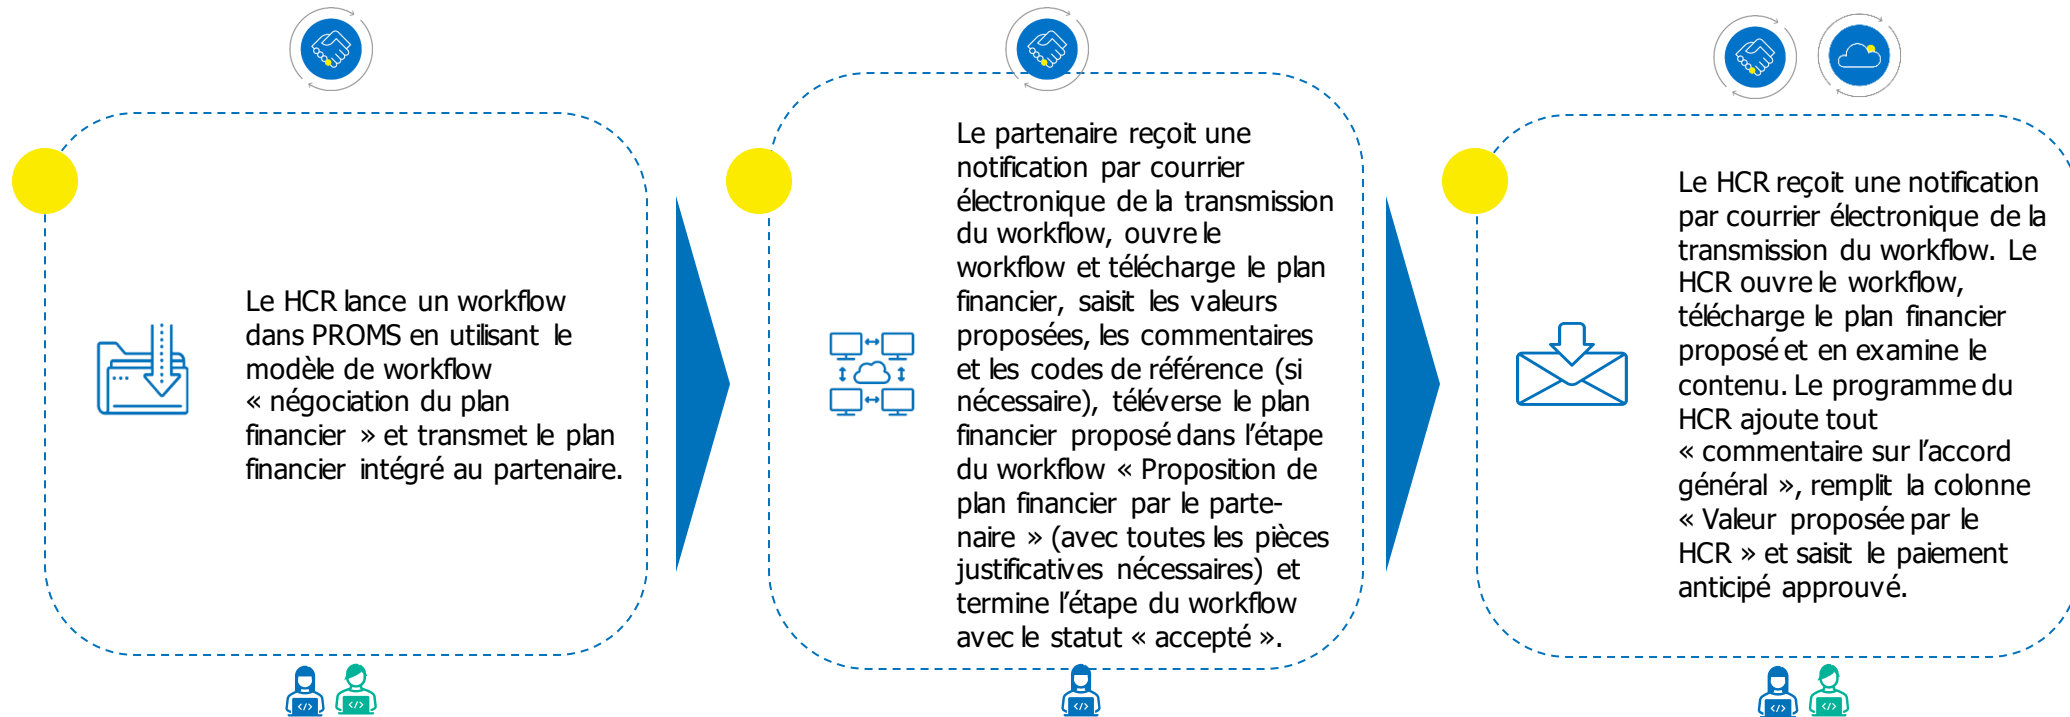 Le HCR lance un workflow
dans PROMS en utilisant le
modèle de workflow
« négociation du plan
financier » et transmet le plan
financier intégré au partenaire.
Le partenaire reçoit une
notification par courrier
électronique de la transmission
du workflow, ouvre le
workflow et télécharge le plan
financier, saisit les valeurs
proposées, les commentaires
et les codes de référence (si
nécessaire), téléverse le plan
financier proposé dans l’étape
du workflow « Proposition de
plan financier par le parte-
naire » (avec toutes les pièces
justificatives nécessaires) et
termine l’étape du workflow
avec le statut « accepté ».
Le HCR reçoit une notification
par courrier électronique de la
transmission du workflow. Le
HCR ouvre le workflow,
télécharge le plan financier
proposé et en examine le
contenu. Le programme du
HCR ajoute tout
« commentaire sur l’accord
général », remplit la colonne
« Valeur proposée par le
HCR » et saisit le paiement
anticipé approuvé.